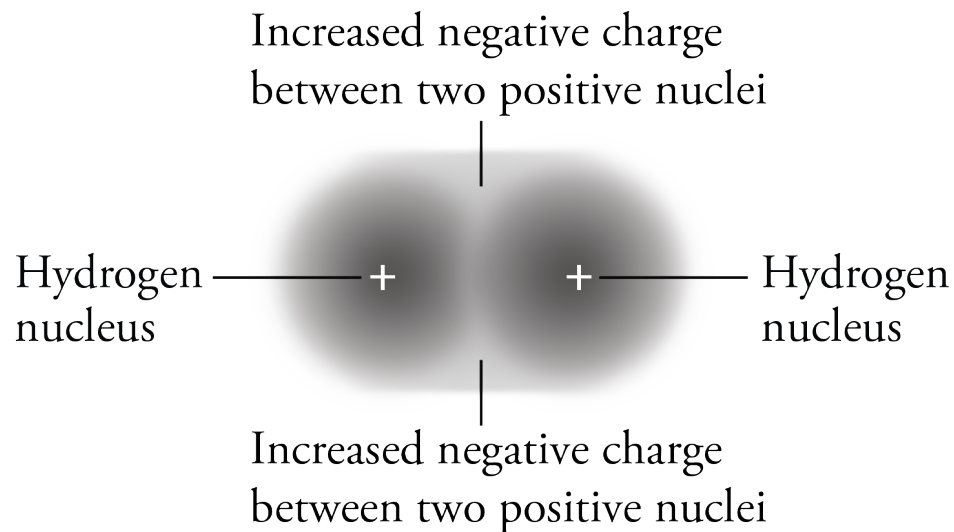 Increased negative charge
between two positive nuclei
+
+
Hydrogen
nucleus
Hydrogen
nucleus
Increased negative charge
between two positive nuclei